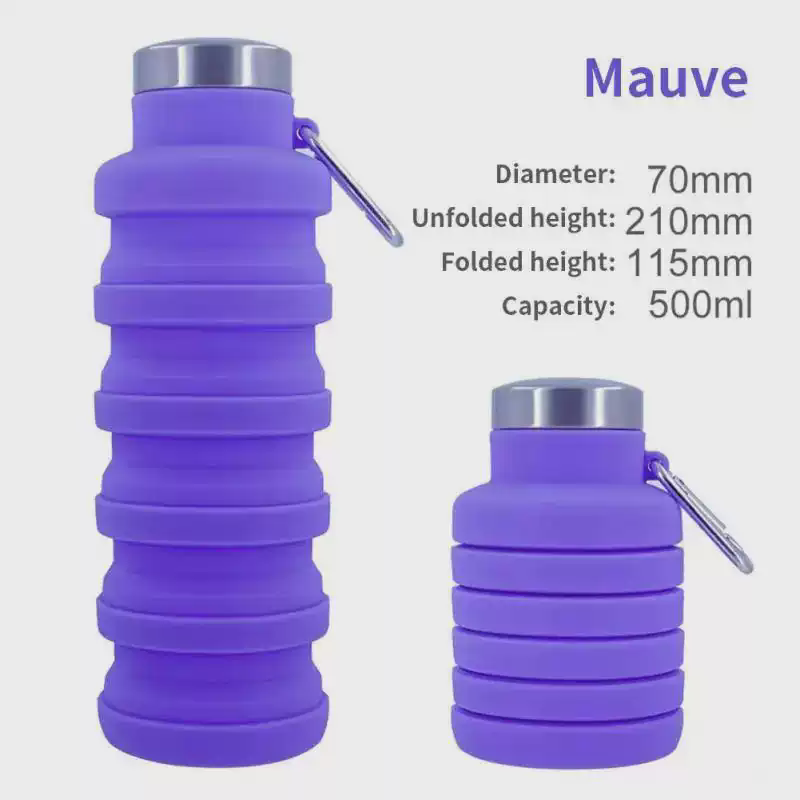 Mauve
Diameter: 70mm
Unfolded height: 210mm
Folded height: 115mm
Capacity: 500ml